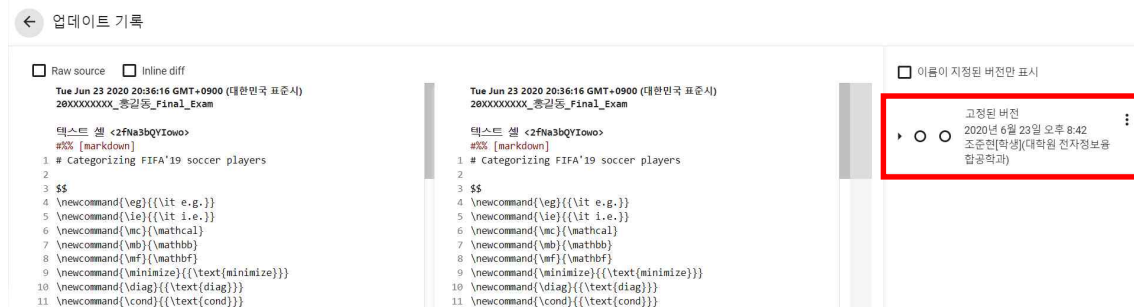 업데이트 기록
Raw source
Inline diff
Tue Jun 23 2020 20:36:16 GMT+0900 (대한민국 표준시)
20XXXXXXXX_홍길동_Final_Exam
텍스트 셀 <2fNa3bQYIowo>
#%% [markdown]
1 # Categorizing FIFA'19 soccer players
2
3 $$
4 \newcommand{\eg}{{\it e.g.}}
5 \newcommand{\ie}{{\it i.e.}}
6 \newcommand{\mc}{\mathcal}
7 \newcommand{\mb}{\mathbb}
8 \newcommand{\mf}{\mathbf}
9 \newcommand{\minimize}{{\text{minimize}}}
10 \newcommand{\diag}{{\text{diag}}}
11 \newcommand{\cond}{{\text{cond}}}
Tue Jun 23 2020 20:36:16 GMT+0900 (대한민국 표준시)
20XXXXXXXX_홍길동_Final_Exam
텍스트 셀 <2fNa3bQYIowo>
#%% [markdown]
1 # Categorizing FIFA'19 soccer players
2
3 $$
4 \newcommand{\eg}{{\it e.g.}}
5 \newcommand{\ie}{{\it i.e.}}
6 \newcommand{\mc}{\mathcal}
7 \newcommand{\mb}{\mathbb}
8 \newcommand{\mf}{\mathbf}
9 \newcommand{\minimize}{{\text{minimize}}}
10 \newcommand{\diag}{{\text{diag}}}
11 \newcommand{\cond}{{\text{cond}}}
이름이 지정된 버전만 표시
고정된 버전
2020년 6월 23일 오후 8:42
조준현[학생](대학원 전자정보융
합공학과)